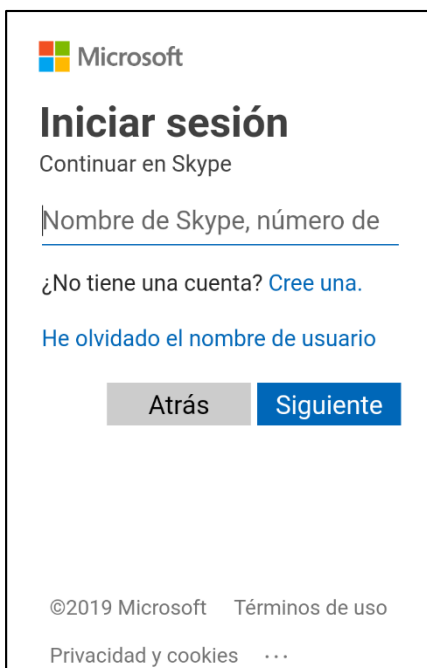 Microsoft
Iniciar sesión
Continuar en Skype
Nombre de Skype, número de
¿No tiene una cuenta? Cree una.
He olvidado el nombre de usuario
Atrás Siguiente
©2019 Microsoft Términos de uso
Privacidad y cookies ...